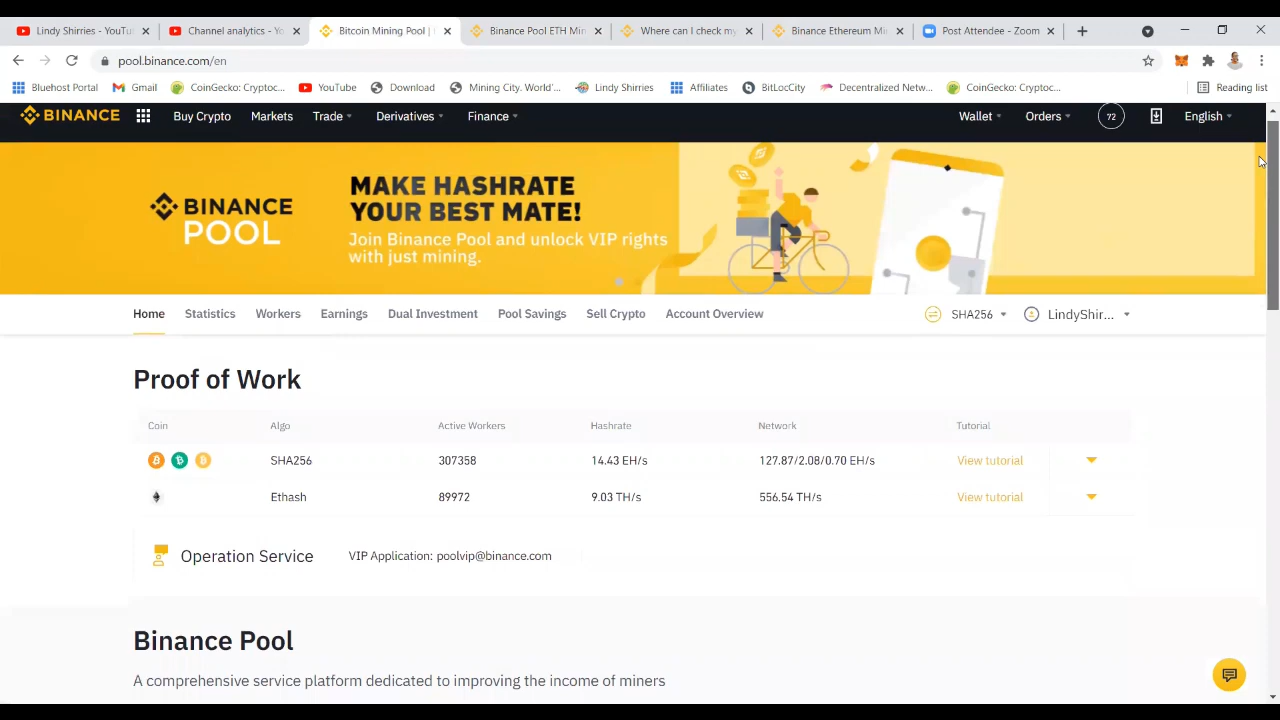 Lindy Shirries - YouTu
Channel analytics - Yo
Bitcoin Mining Pool |
Binance Pool ETH Min
Where can I check my
Binance Ethereum Mi
Post Attendee - Zoom
pool.binance.com/en
Bluehost Portal
Gmail
CoinGecko: Cryptoc...
YouTube
Download
Mining City. World'...
Lindy Shirries
Affiliates
BitLocCity
Decentralized Netw...
CoinGecko: Cryptoc...
Reading list
BINANCE
Buy Crypto
Markets
Trade
Derivatives
Finance
Wallet
Orders
72
English
BINANCE
POOL
MAKE HASHRATE
YOUR BEST MATE!
Join Binance Pool and unlock VIP rights
with just mining.
Home
Statistics
Workers
Earnings
Dual Investment
Pool Savings
Sell Crypto
Account Overview
SHA256
LindyShir...
Proof of Work
Coin Algo Active Workers Hashrate Network Tutorial
SHA256 307358 14.43 EH/s 127.87/2.08/0.70 EH/s View tutorial
Ethash 89972 9.03 TH/s 556.54 TH/s View tutorial
Operation Service VIP Application: poolvip@binance.com
Binance Pool
A comprehensive service platform dedicated to improving the income of miners